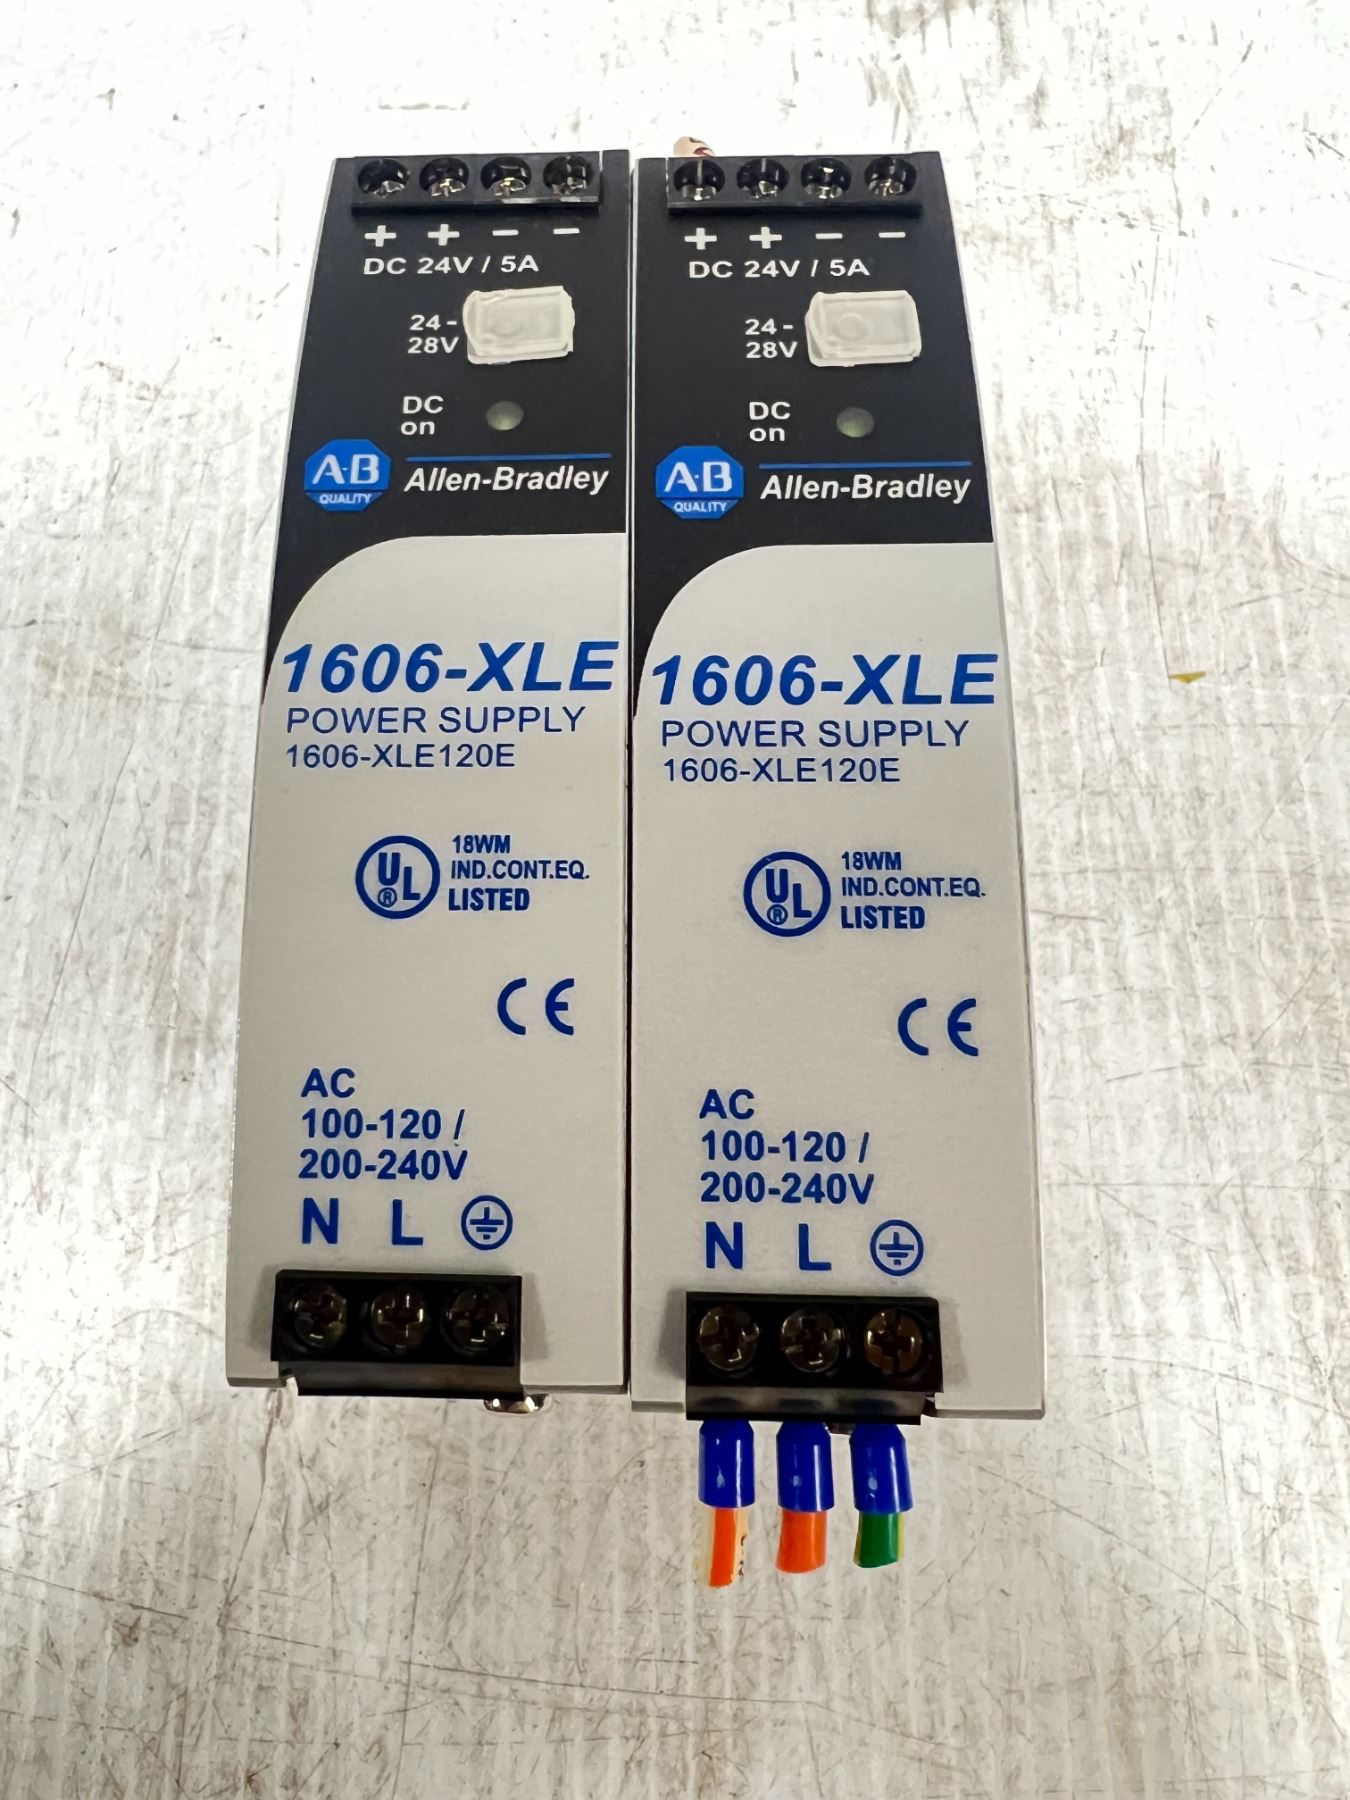 + + - -
DC 24V / 5A
24-
28V
DC
on
A-B
QUALITY
Allen-Bradley
1606-XLE
POWER SUPPLY
1606-XLE120E
UL
®
18WM
IND.CONT.EQ.
LISTED
CE
AC
100-120 /
200-240V
N L
+ + - -
DC 24V / 5A
24-
28V
DC
on
A-B
QUALITY
Allen-Bradley
1606-XLE
POWER SUPPLY
1606-XLE120E
UL
®
18WM
IND.CONT.EQ.
LISTED
CE
AC
100-120 /
200-240V
N L